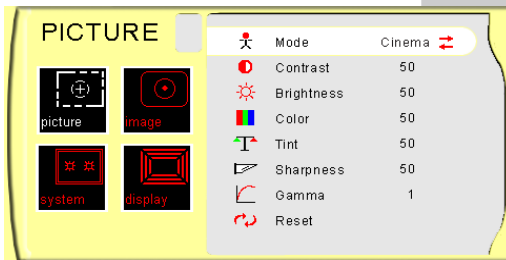 PICTURE
picture
image
system
display
Mode Cinema
Contrast 50
Brightness 50
Color 50
Tint 50
Sharpness 50
Gamma 1
Reset